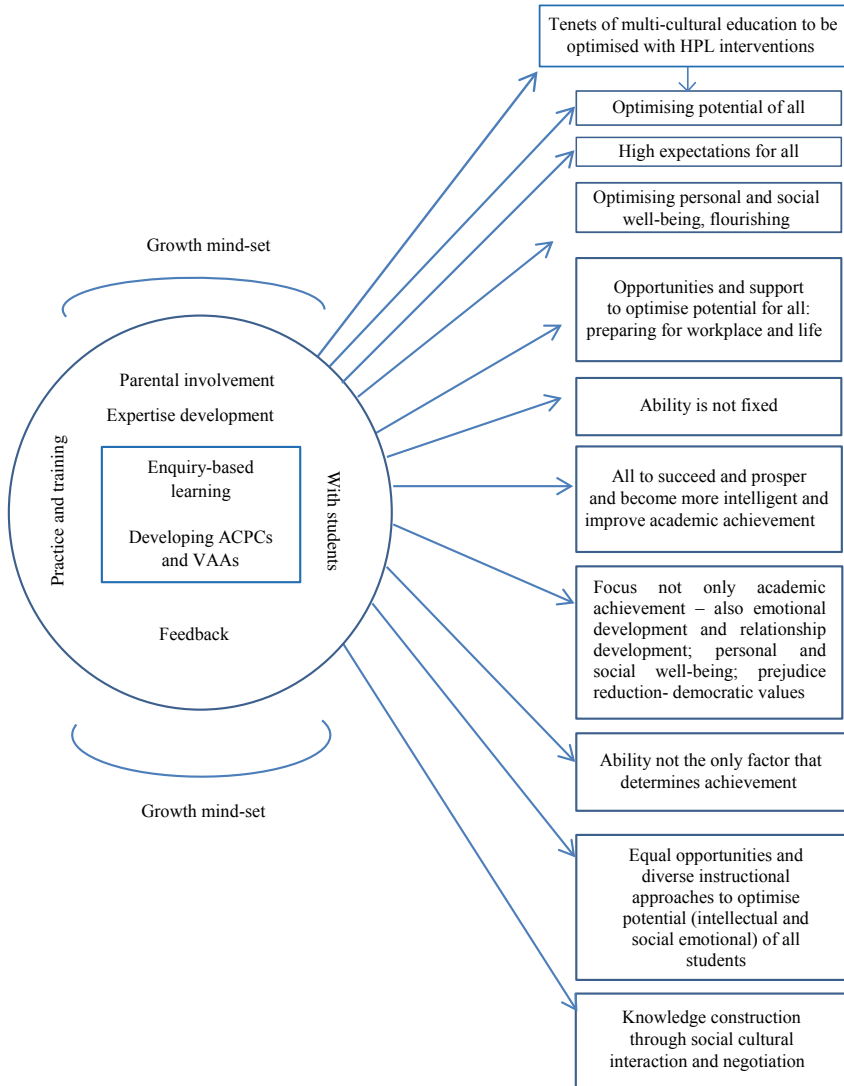 Tenets of multi-cultural education to be
optimised with HPL interventions
Optimising potential of all
High expectations for all
Optimising personal and social
well-being, flourishing
Opportunities and support
to optimise potential for all:
preparing for workplace and life
Ability is not fixed
All to succeed and prosper
and become more intelligent and
improve academic achievement
Focus not only academic
achievement – also emotional
development and relationship
development; personal and
social well-being; prejudice
reduction- democratic values
Ability not the only factor that
determines achievement
Equal opportunities and
diverse instructional
approaches to optimise
potential (intellectual and
social emotional) of all
students
Knowledge construction
through social cultural
interaction and negotiation
Growth mind-set
Parental involvement
Expertise development
Practice and training
Enquiry-based
learning
Developing ACPCs
and VAAs
With students
Feedback
Growth mind-set